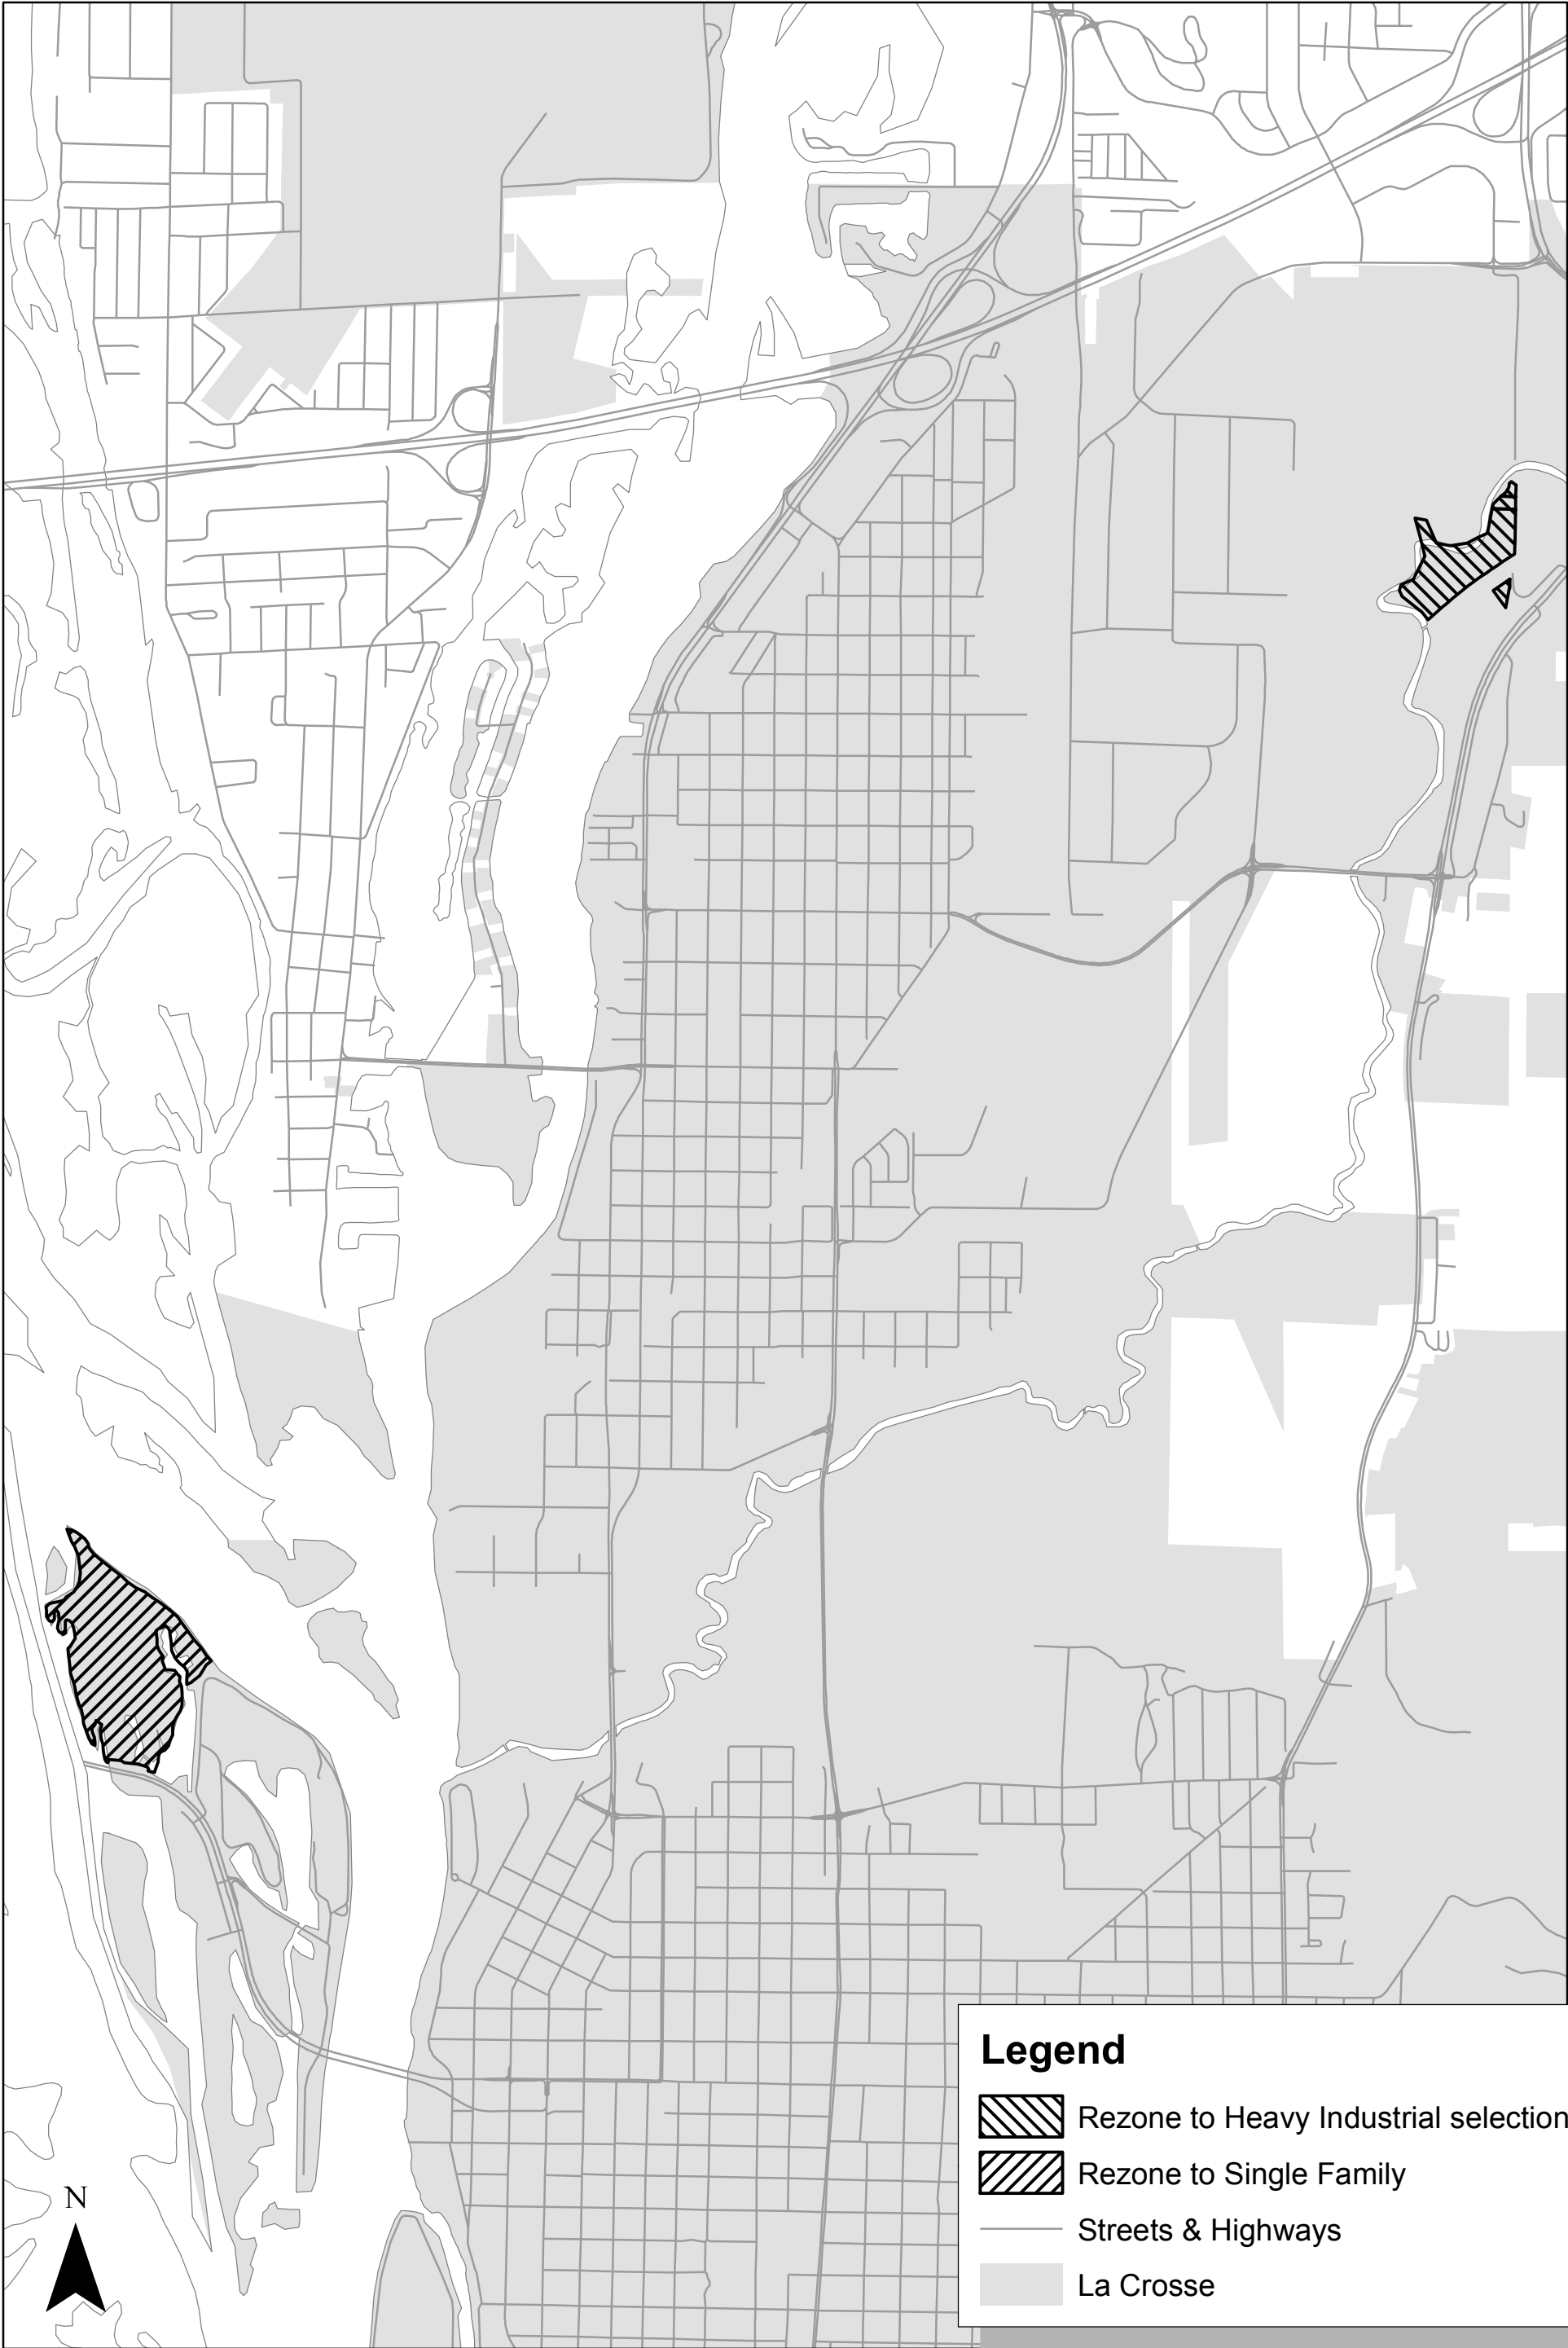 Legend
Rezone to Heavy Industrial selection
Rezone to Single Family
Streets & Highways
La Crosse
N